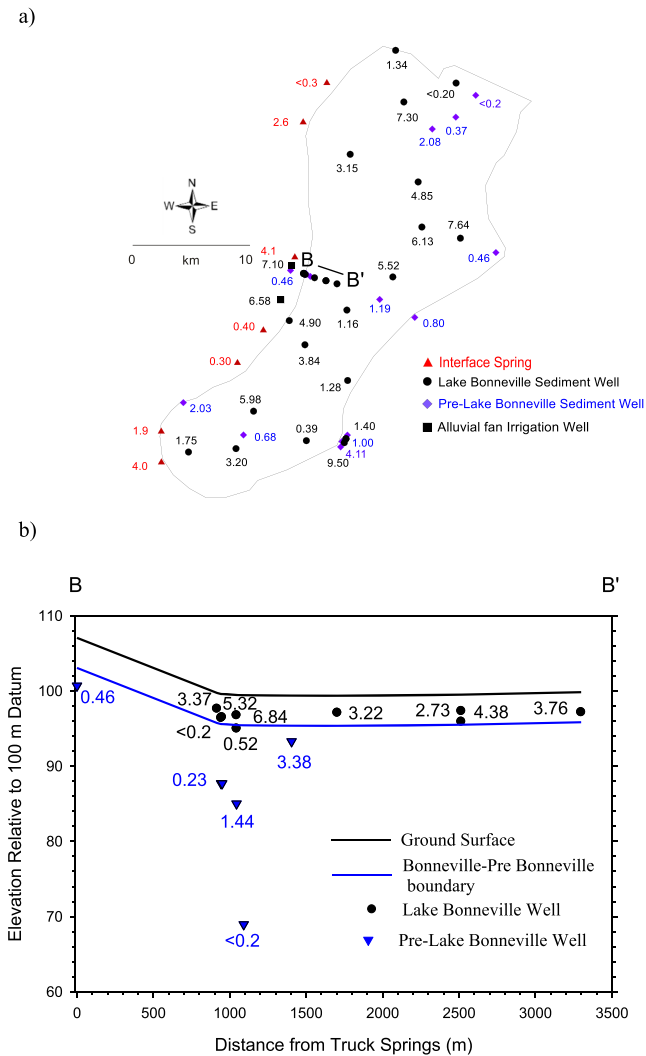 a)
1.34
<0.3
<0.20
<0.2
7.30
0.37
2.6
2.08
3.15
N
W E
S
4.85
0 km 10
7.64
6.13
4.1
B
7.10
B'
0.46
0.46
5.52
6.58
1.19
4.90
1.16
0.80
0.40
3.84
0.30
Interface Spring
1.28
Lake Bonneville Sediment Well
2.03
5.98
Pre-Lake Bonneville Sediment Well
Alluvial fan Irrigation Well
1.9
0.68
0.39
1.40
1.75
1.00
3.20
4.11
9.50
4.0
b)
B B'
110
100
90
80
70
60
Elevation Relative to 100 m Datum
0.46
3.37
5.32
6.84
3.22
2.73
4.38
3.76
<0.2
0.52
3.38
0.23
1.44
<0.2
Ground Surface
Bonneville-Pre Bonneville
boundary
Lake Bonneville Well
Pre-Lake Bonneville Well
0 500 1000 1500 2000 2500 3000 3500
Distance from Truck Springs (m)